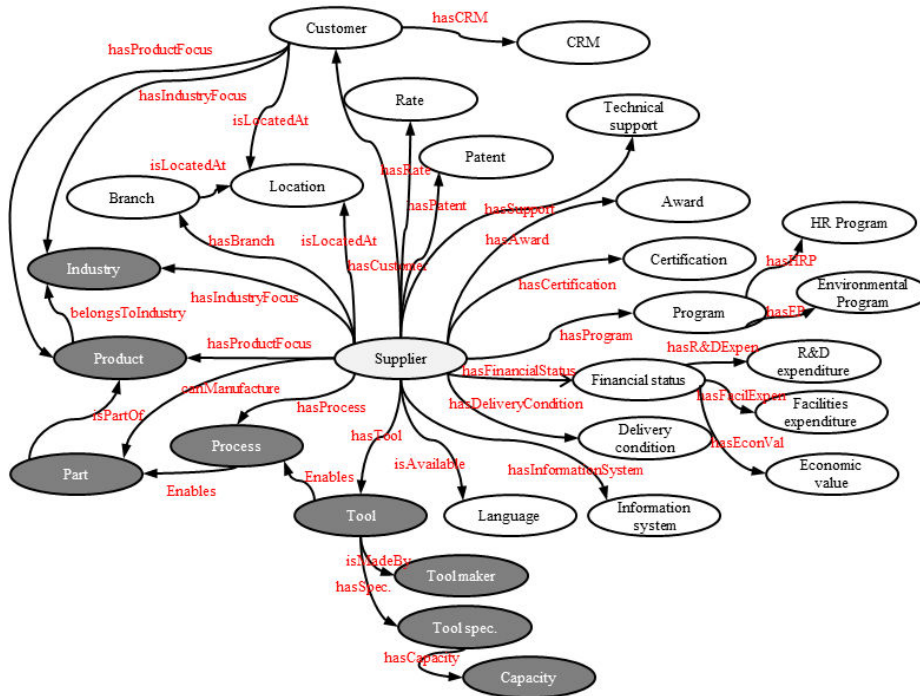 hasCRM
Customer
CRM
hasProductFocus
hasIndustryFocus
Rate
Technical
support
isLocatedAt
Patent
isLocatedAt
hasRate
Branch
Location
hasPatent
hasSupport
Award
HR Program
hasBranch
isLocatedAt
hasAward
hasCustomer
Certification
hasHRP
Industry
hasCertification
Environmental
Program
hasIndustryFocus
Program
hasEP
belongsToIndustry
hasProgram
hasProductFocus
hasR&DExpen
Product
Supplier
R&D
expenditure
hasFinancialStatus
Financial status
canManufacture
hasFacilExpen
isPartOf
hasProcess
hasDeliveryCondition
Facilities
expenditure
Process
hasTool
Delivery
condition
hasEconVal
Part
isAvailable
hasInformationSystem
Economic
value
Enables
Enables
Tool
Language
Information
system
isMadeBy
Tool maker
hasSpec.
Tool spec.
hasCapacity
Capacity